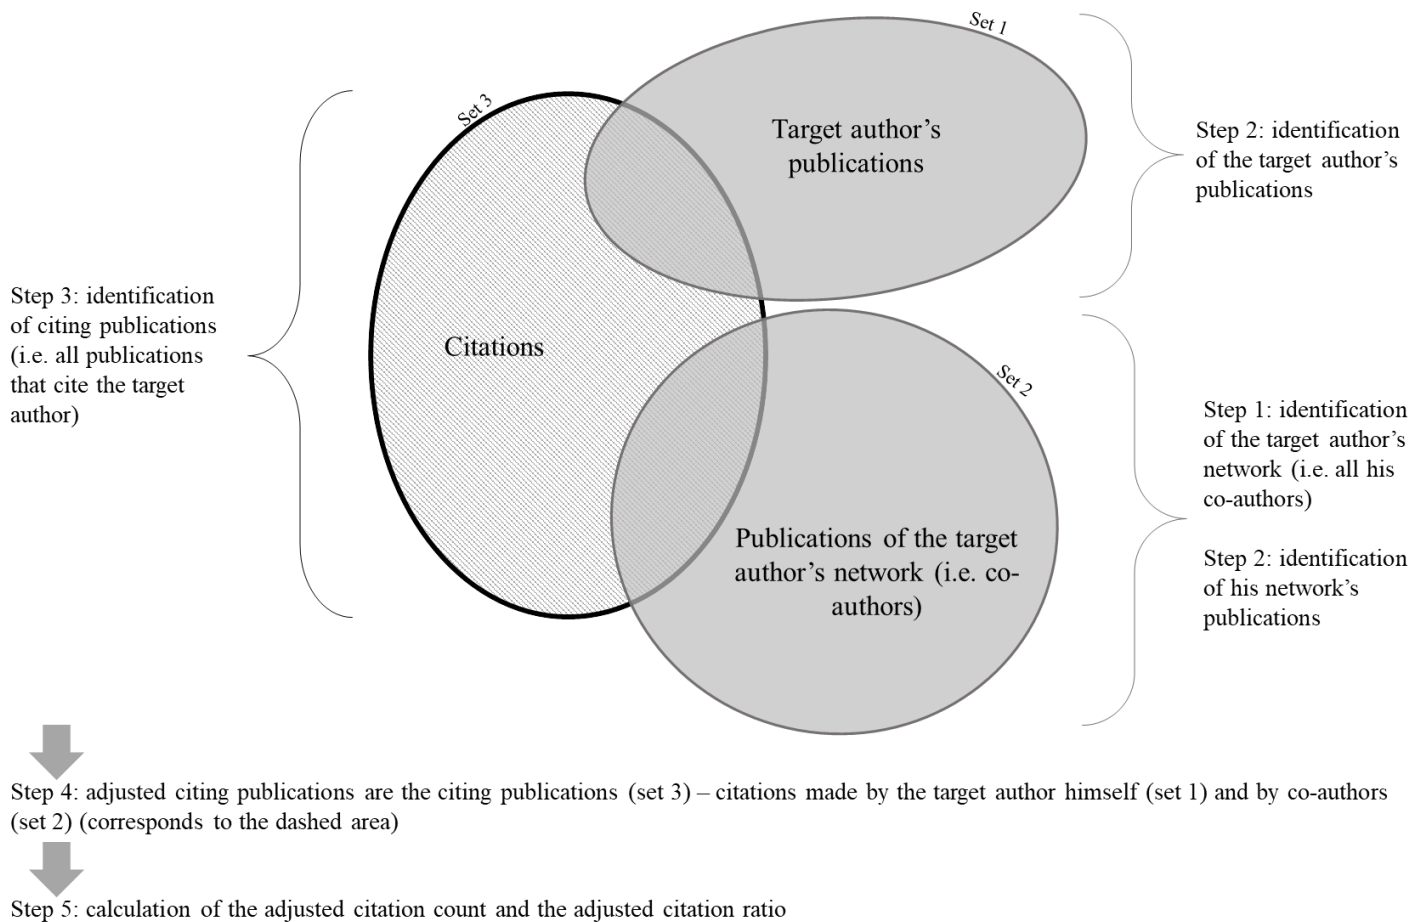 Set 1
Target author's
publications
Step 2: identification
of the target author's
publications
Set 3
Step 3: identification
of citing publications
(i.e. all publications
that cite the target
author)
Citations
Set 2
Publications of the target
author's network (i.e. co-
authors)
Step 1: identification
of the target author's
network (i.e. all his
co-authors)
Step 2: identification
of his network's
publications
Step 4: adjusted citing publications are the citing publications (set 3) – citations made by the target author himself (set 1) and by co-authors
(set 2) (corresponds to the dashed area)
Step 5: calculation of the adjusted citation count and the adjusted citation ratio